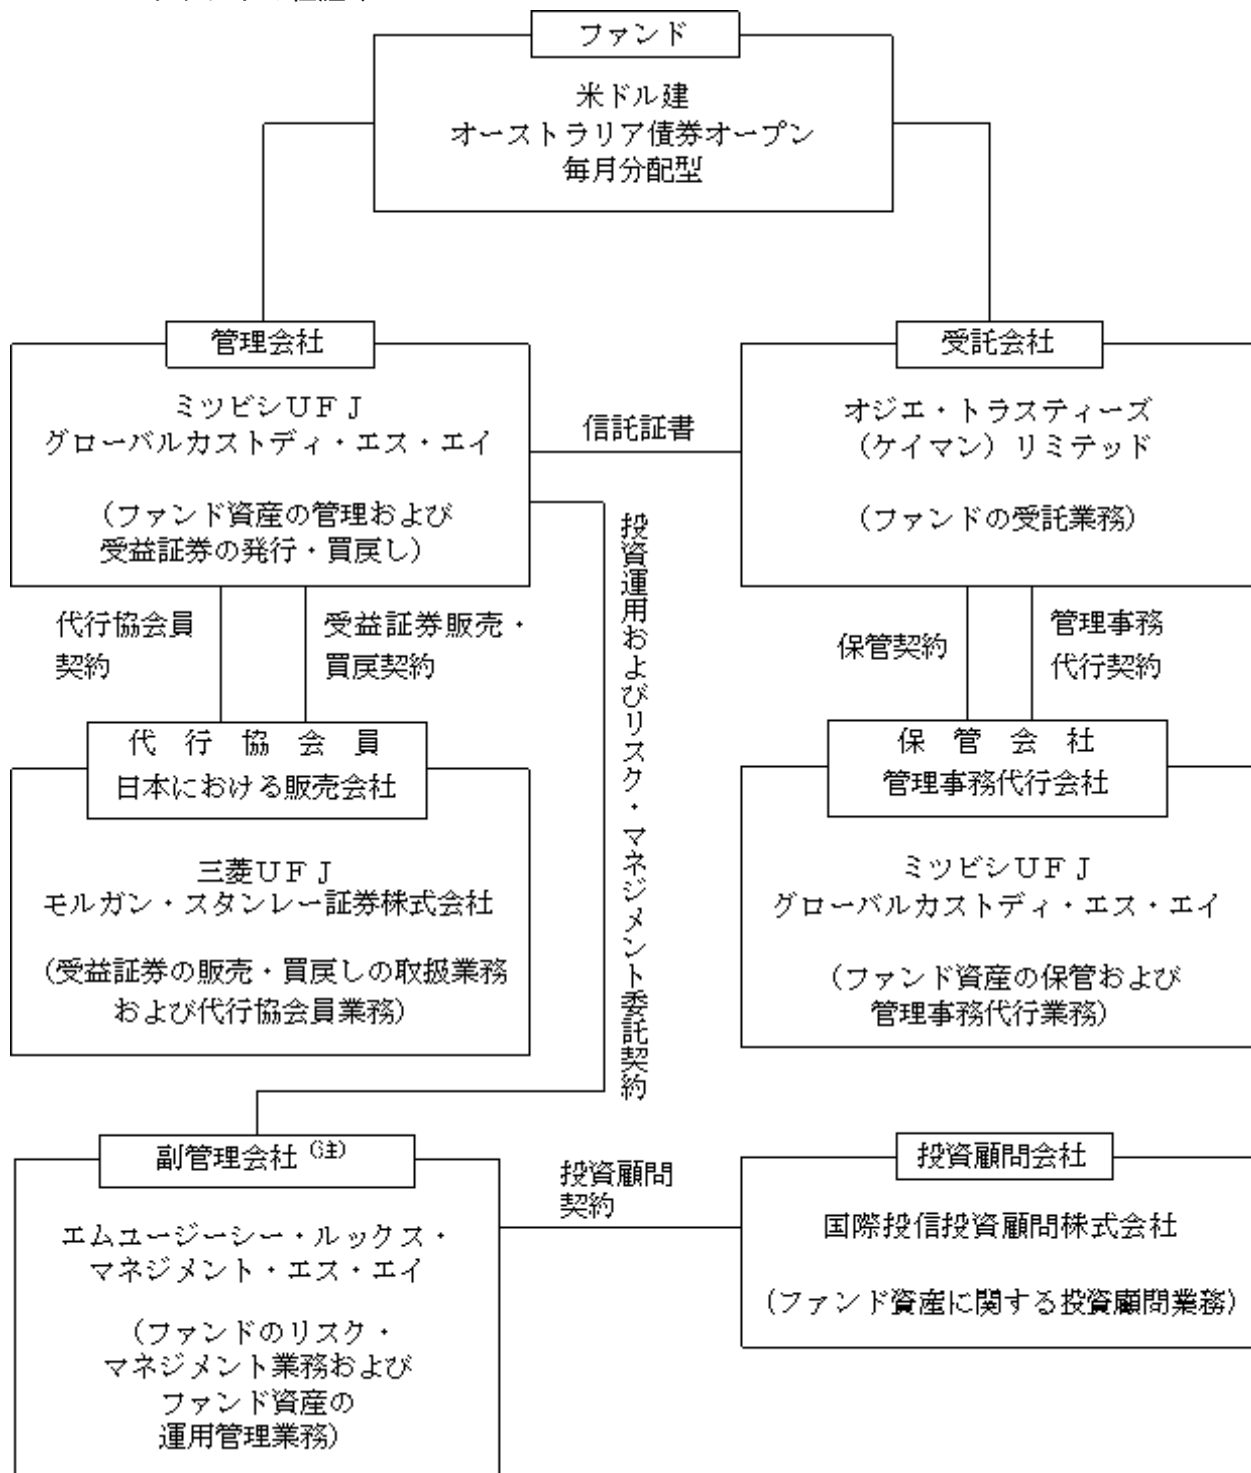 ファンド
米ドル建
オーストラリア債券オープン
毎月分配型
管理会社
ミツビシＵＦＪ
グローバルカストディ・エス・エイ
（ファンド資産の管理および
受益証券の発行・買戻し）
信託証書
受託会社
オジエ・トラスティーズ
（ケイマン）リミテッド
（ファンドの受託業務）
代行協会員
契約
受益証券販売・
買戻契約
投資運用およびリスク・マネジメント委託契約
保管契約
管理事務
代行契約
代行協会員
日本における販売会社
三菱ＵＦＪ
モルガン・スタンレー証券株式会社
（受益証券の販売・買戻しの取扱業務
および代行協会員業務）
保管会社
管理事務代行会社
ミツビシＵＦＪ
グローバルカストディ・エス・エイ
（ファンド資産の保管および
管理事務代行業務）
副管理会社（注）
エムユージーシー・ルックス・
マネジメント・エス・エイ
（ファンドのリスク・
マネジメント業務および
ファンド資産の
運用管理業務）
投資顧問
契約
投資顧問会社
国際投信投資顧問株式会社
（ファンド資産に関する投資顧問業務）